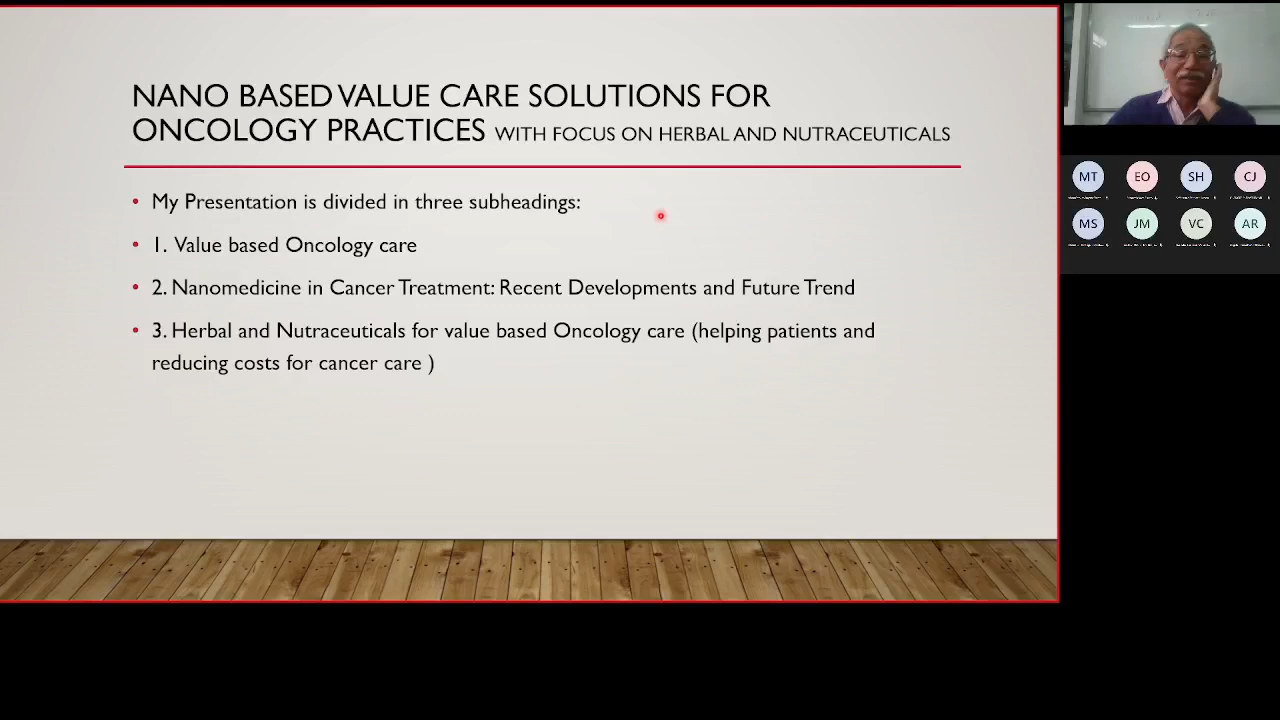 NANO BASED VALUE CARE SOLUTIONS FOR
ONCOLOGY PRACTICES WITH FOCUS ON HERBAL AND NUTRACEUTICALS
• My Presentation is divided in three subheadings:
• 1. Value based Oncology care
• 2. Nanomedicine in Cancer Treatment: Recent Developments and Future Trend
• 3. Herbal and Nutraceuticals for value based Oncology care (helping patients and
reducing costs for cancer care )
MT EO SH CJ
MS JM VC AR